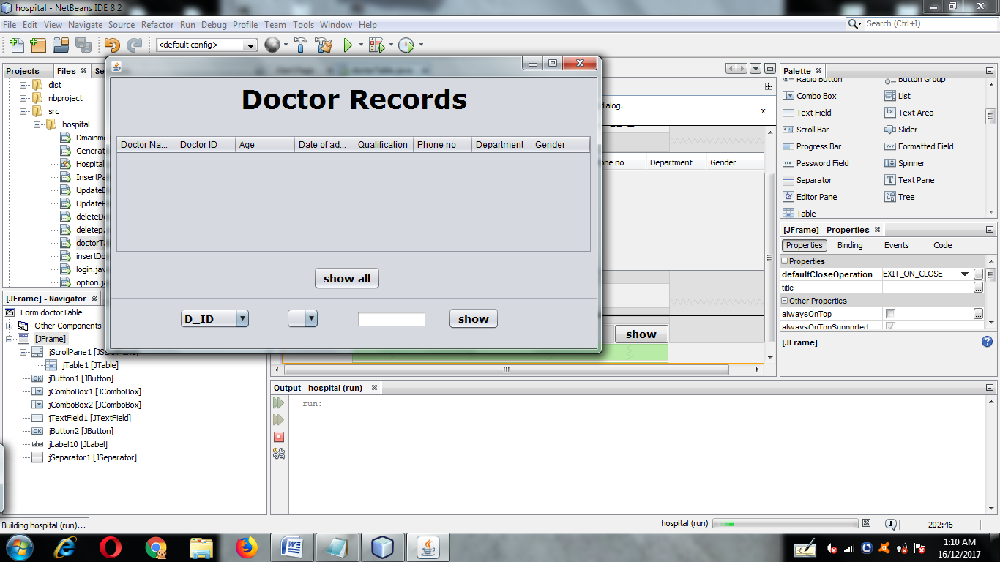 hospital - NetBeans IDE 8.2
File Edit View Navigate Source Refactor Run Debug Profile Team Tools Window Help
Search (Ctrl+I)
<default config>
Projects Files Se
dist
nbproject
src
hospital
Dmainm
Generat
Hospital
InsertPa
UpdateD
UpdateP
deleteDo
deletep.
doctorTa
insertDo
login.jav
option.j
Doctor Records
Doctor Na... Doctor ID Age Date of ad... Qualification Phone no Department Gender
show all
D_ID = show
ialog.
x
ne no Department Gender
show
Palette
Radio Button Button Group
Combo Box List
Text Field Text Area
Scroll Bar Slider
Progress Bar Formatted Field
Password Field Spinner
Separator Text Pane
Editor Pane Tree
Table
[JFrame] - Properties
Properties Binding Events Code
Properties
defaultCloseOperation EXIT_ON_CLOSE ...
title ...
Other Properties
alwaysOnTop ...
alwaysOnTopSupported
[JFrame]
[JFrame] - Navigator
Form doctorTable
Other Components
[JFrame]
jScrollPane1
jTable1 [JTable]
jButton1 [JButton]
jComboBox1 [JComboBox]
jComboBox2 [JComboBox]
jTextField1 [JTextField]
jButton2 [JButton]
label jLabel10 [JLabel]
jSeparator1 [JSeparator]
Output - hospital (run)
run:
Building hospital (run)...
hospital (run) 1 202:46
1:10 AM
16/12/2017